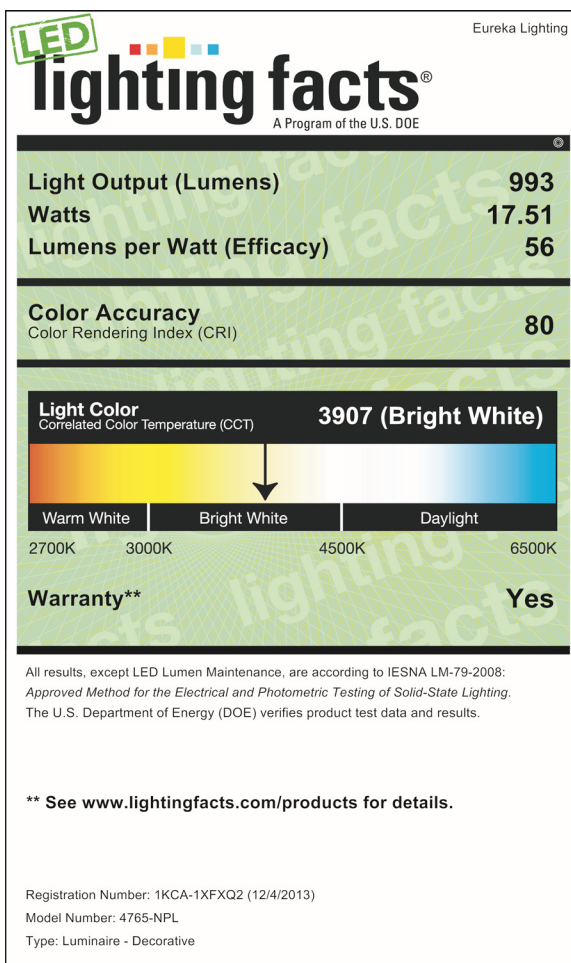 Eureka Lighting
LED
lighting facts®
A Program of the U.S. DOE
Light Output (Lumens) 993
Watts 17.51
Lumens per Watt (Efficacy) 56
Color Accuracy
Color Rendering Index (CRI) 80
Light Color
Correlated Color Temperature (CCT) 3907 (Bright White)
Warm White Bright White Daylight
2700K 3000K 4500K 6500K
Warranty** Yes
All results, except LED Lumen Maintenance, are according to IESNA LM-79-2008:
Approved Method for the Electrical and Photometric Testing of Solid-State Lighting.
The U.S. Department of Energy (DOE) verifies product test data and results.
** See www.lightingfacts.com/products for details.
Registration Number: 1KCA-1XFXQ2 (12/4/2013)
Model Number: 4765-NPL
Type: Luminaire - Decorative